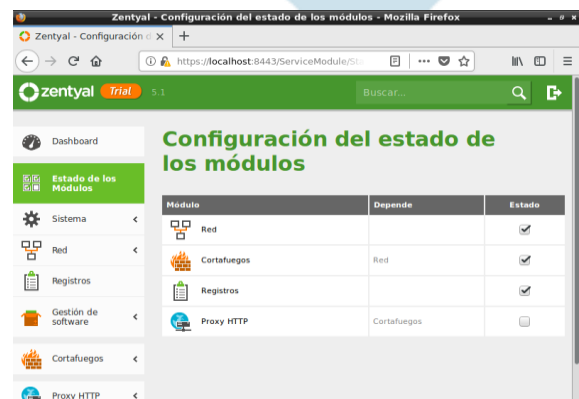 Zentyal - Configuración del estado de los módulos - Mozilla Firefox
Zentyal - Configuración d
https://localhost:8443/ServiceModule/Sta
zentyal Trial 5.1 Buscar...
Dashboard
Estado de los
Módulos
Sistema
Red
Registros
Gestión de
software
Cortafuegos
Proxy HTTP
Configuración del estado de
los módulos
Módulo Depende Estado
Red
Cortafuegos Red
Registros
Proxy HTTP Cortafuegos